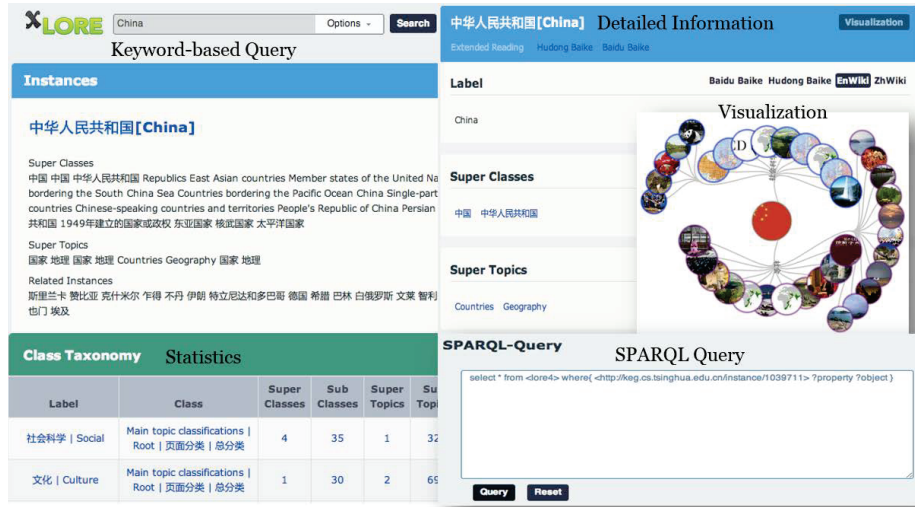 XLORE
China
Options
Search
Keyword-based Query
Instances
中华人民共和国[China]
Super Classes
中国 中国 中华人民共和国 Republics East Asian countries Member states of the United Na
bordering the South China Sea Countries bordering the Pacific Ocean China Single-part
countries Chinese-speaking countries and territories People's Republic of China Persian
共和国 1949年建立的国家或政权 东亚国家 核武国家 太平洋国家
Super Topics
国家 地理 国家 地理 Countries Geography 国家 地理
Related Instances
斯里兰卡 赞比亚 克什米尔 乍得 不丹 伊朗 特立尼达和多巴哥 德国 希腊 巴林 白俄罗斯 文莱 智利
也门 埃及
中华人民共和国[China]
Detailed Information
Visualization
Extended Reading Hudong Baike Baidu Baike
Label
Baidu Baike Hudong Baike EnWiki ZhWiki
China
Visualization
Super Classes
中国 中华人民共和国
Super Topics
Countries Geography
Class Taxonomy
Statistics
Label Class Super Classes Sub Classes Super Topics Su Topi
社会科学 | Social Main topic classifications | Root | 页面分类 | 总分类 4 35 1 32
文化 | Culture Main topic classifications | Root | 页面分类 | 总分类 1 30 2 69
SPARQL-Query
SPARQL Query
select * from <lore4> where{ <http://keg.cs.tsinghua.edu.cn/instance/1039711> ?property ?object }
Query
Reset